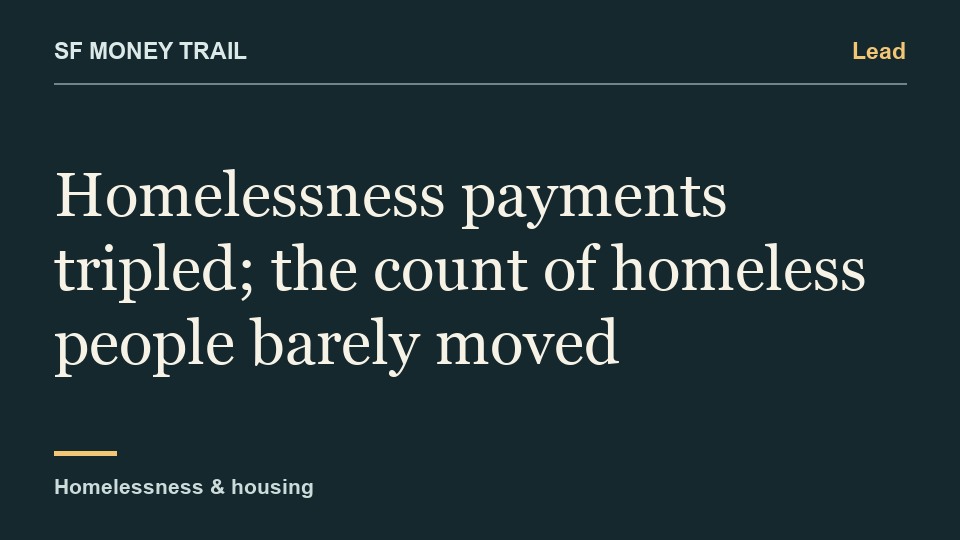 SF MONEY TRAIL
Lead
Homelessness payments
tripled; the count of homeless
people barely moved
Homelessness & housing